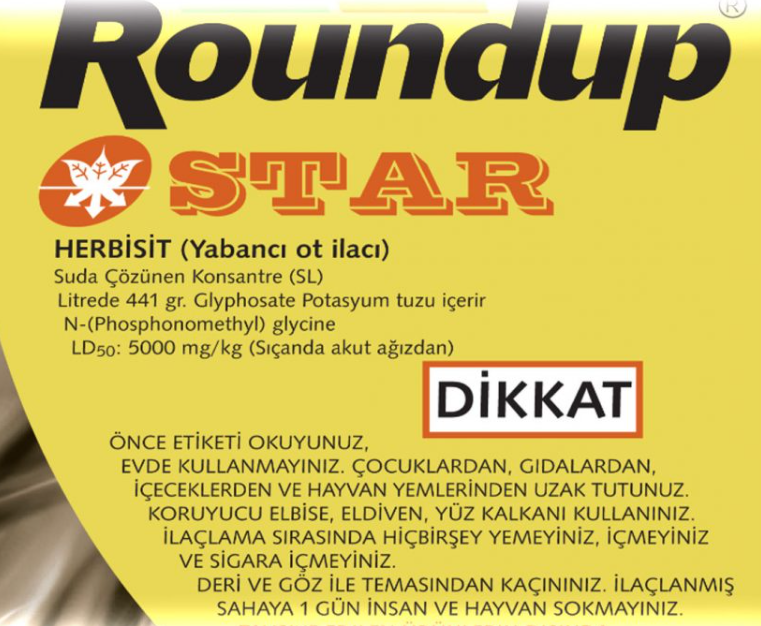 Roundup®
STAR
HERBİSİT (Yabancı ot ilacı)
Suda Çözünen Konsantre (SL)
Litrede 441 gr. Glyphosate Potasyum tuzu içerir
N-(Phosphonomethyl) glycine
LD50: 5000 mg/kg (Sıçanda akut ağızdan)
DİKKAT
ÖNCE ETİKETİ OKUYUNUZ,
EVDE KULLANMAYINIZ. ÇOCUKLARDAN, GIDALARDAN,
İÇECEKLERDEN VE HAYVAN YEMLERİNDEN UZAK TUTUNUZ.
KORUYUCU ELBİSE, ELDİVEN, YÜZ KALKANI KULLANINIZ.
İLAÇLAMA SIRASINDA HİÇBİRŞEY YEMEYİNİZ, İÇMEYİNİZ
VE SİGARA İÇMEYİNİZ.
DERİ VE GÖZ İLE TEMASINDAN KAÇININIZ. İLAÇLANMIŞ
SAHAYA 1 GÜN İNSAN VE HAYVAN SOKMAYINIZ.